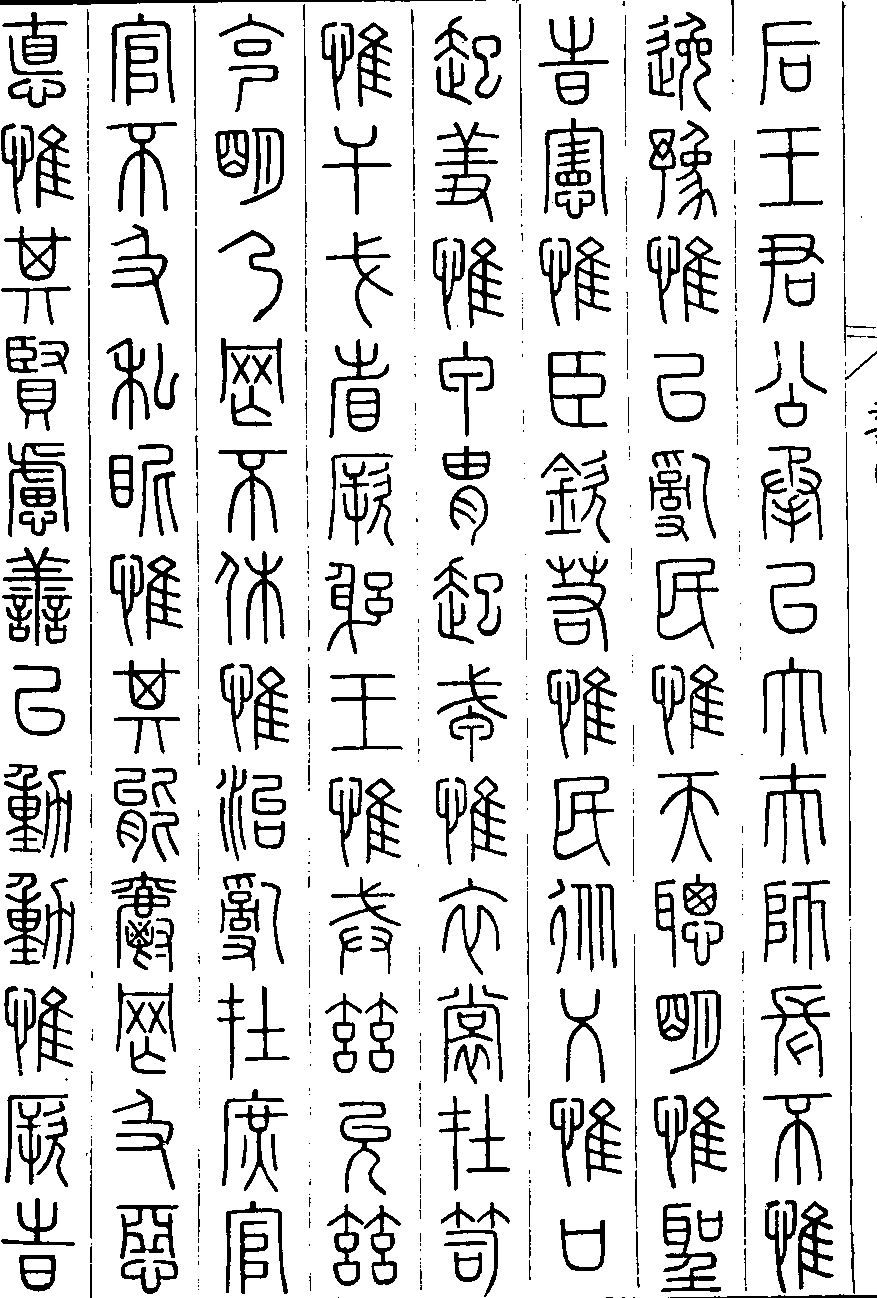 后王君公承以大夫師長不惟
逸豫惟以亂民惟天聰明惟聖
時憲惟臣欽若惟民從乂惟口
起羞惟甲冑起戎惟衣裳在笥
惟干戈省厥躬王惟戒茲允茲
克明乃罔不休惟治亂在庶官
官不及私昵惟其能爵罔及惡
德惟其賢慮善以動動惟厥時